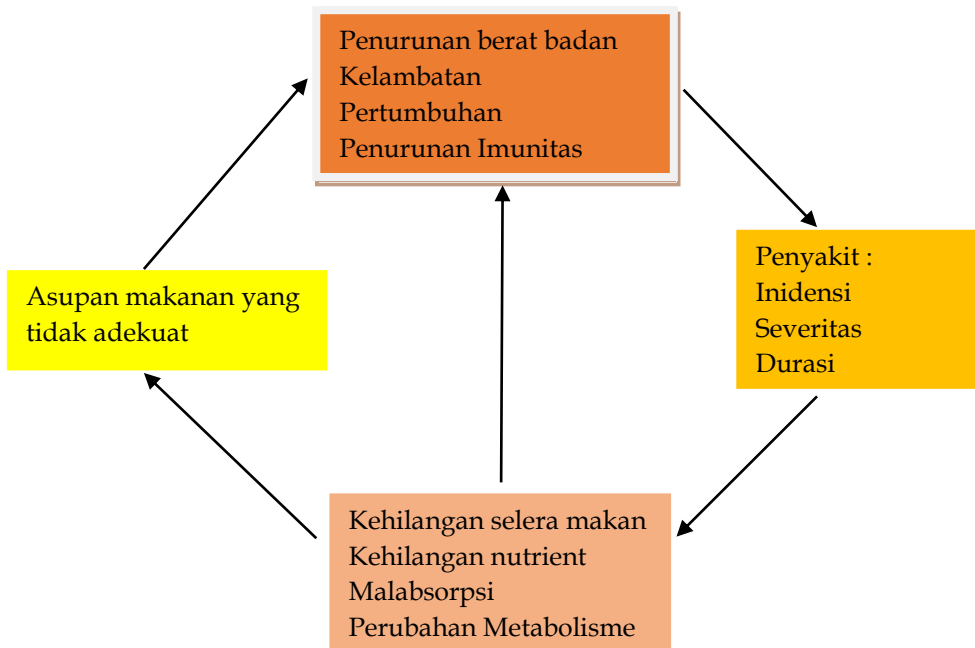 Penurunan berat badan
Kelambatan
Pertumbuhan
Penurunan Imunitas
Asupan makanan yang
tidak adekuat
Penyakit :
Inidensi
Severitas
Durasi
Kehilangan selera makan
Kehilangan nutrient
Malabsorpsi
Perubahan Metabolisme